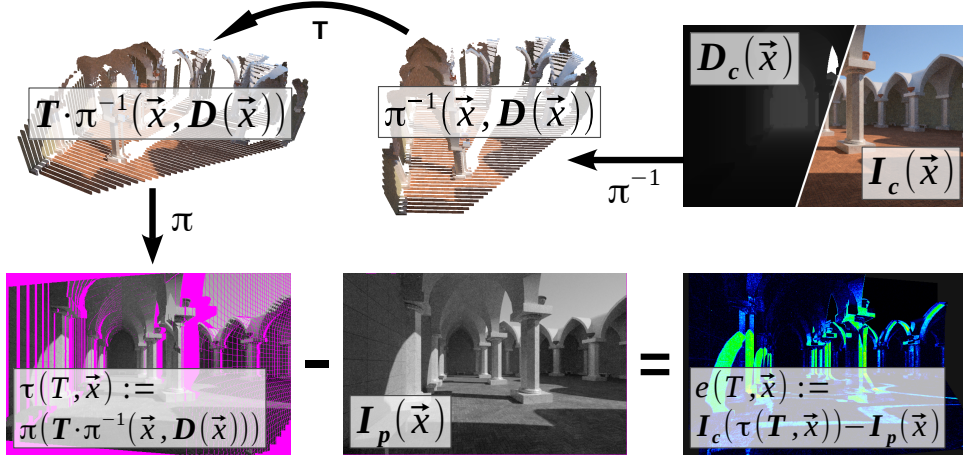 T
T·π⁻¹(x⃗, D(x⃗))
π⁻¹(x⃗, D(x⃗))
D_c(x⃗)
I_c(x⃗)
π⁻¹
π
τ(T, x⃗) :=
π(T·π⁻¹(x⃗, D(x⃗)))
–
I_p(x⃗)
=
e(T, x⃗) :=
I_c(τ(T, x⃗))−I_p(x⃗)